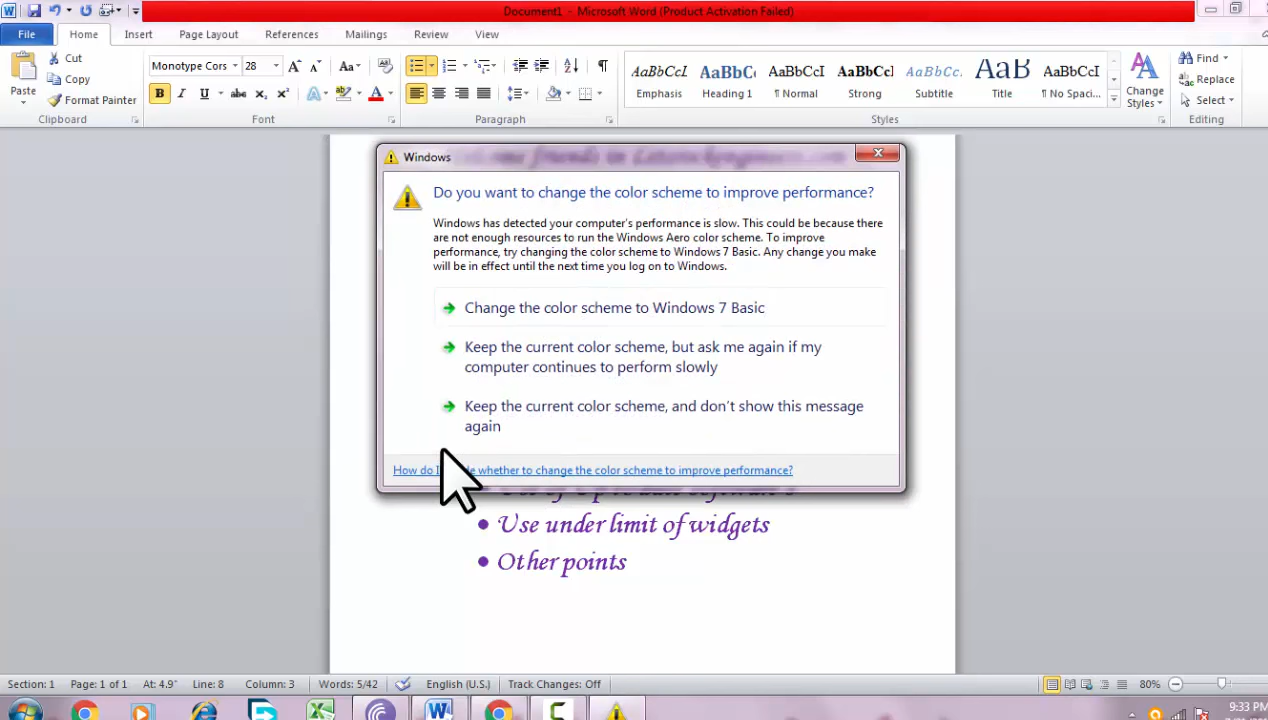 Document1 - Microsoft Word (Product Activation Failed)
File Home Insert Page Layout References Mailings Review View
Paste
Cut
Copy
Format Painter
Clipboard
Monotype Cors 28
Aa
B I U abc X₂ X²
Font
Paragraph
AaBbCcI AaBbC AaBbCcI AaBbCcI AaBbCc. AaB AaBbCcI
Emphasis Heading 1 ¶ Normal Strong Subtitle Title ¶ No Spaci...
Styles
Change Styles
Find
Replace
Select
Editing
Windows
Do you want to change the color scheme to improve performance?
Windows has detected your computer's performance is slow. This could be because there
are not enough resources to run the Windows Aero color scheme. To improve
performance, try changing the color scheme to Windows 7 Basic. Any change you make
will be in effect until the next time you log on to Windows.
Change the color scheme to Windows 7 Basic
Keep the current color scheme, but ask me again if my
computer continues to perform slowly
Keep the current color scheme, and don't show this message
again
How do I whether to change the color scheme to improve performance?
• Use under limit of widgets
• Other points
Section: 1 Page: 1 of 1 At: 4.9" Line: 8 Column: 3 Words: 5/42 English (U.S.) Track Changes: Off 80%
9:33 PM